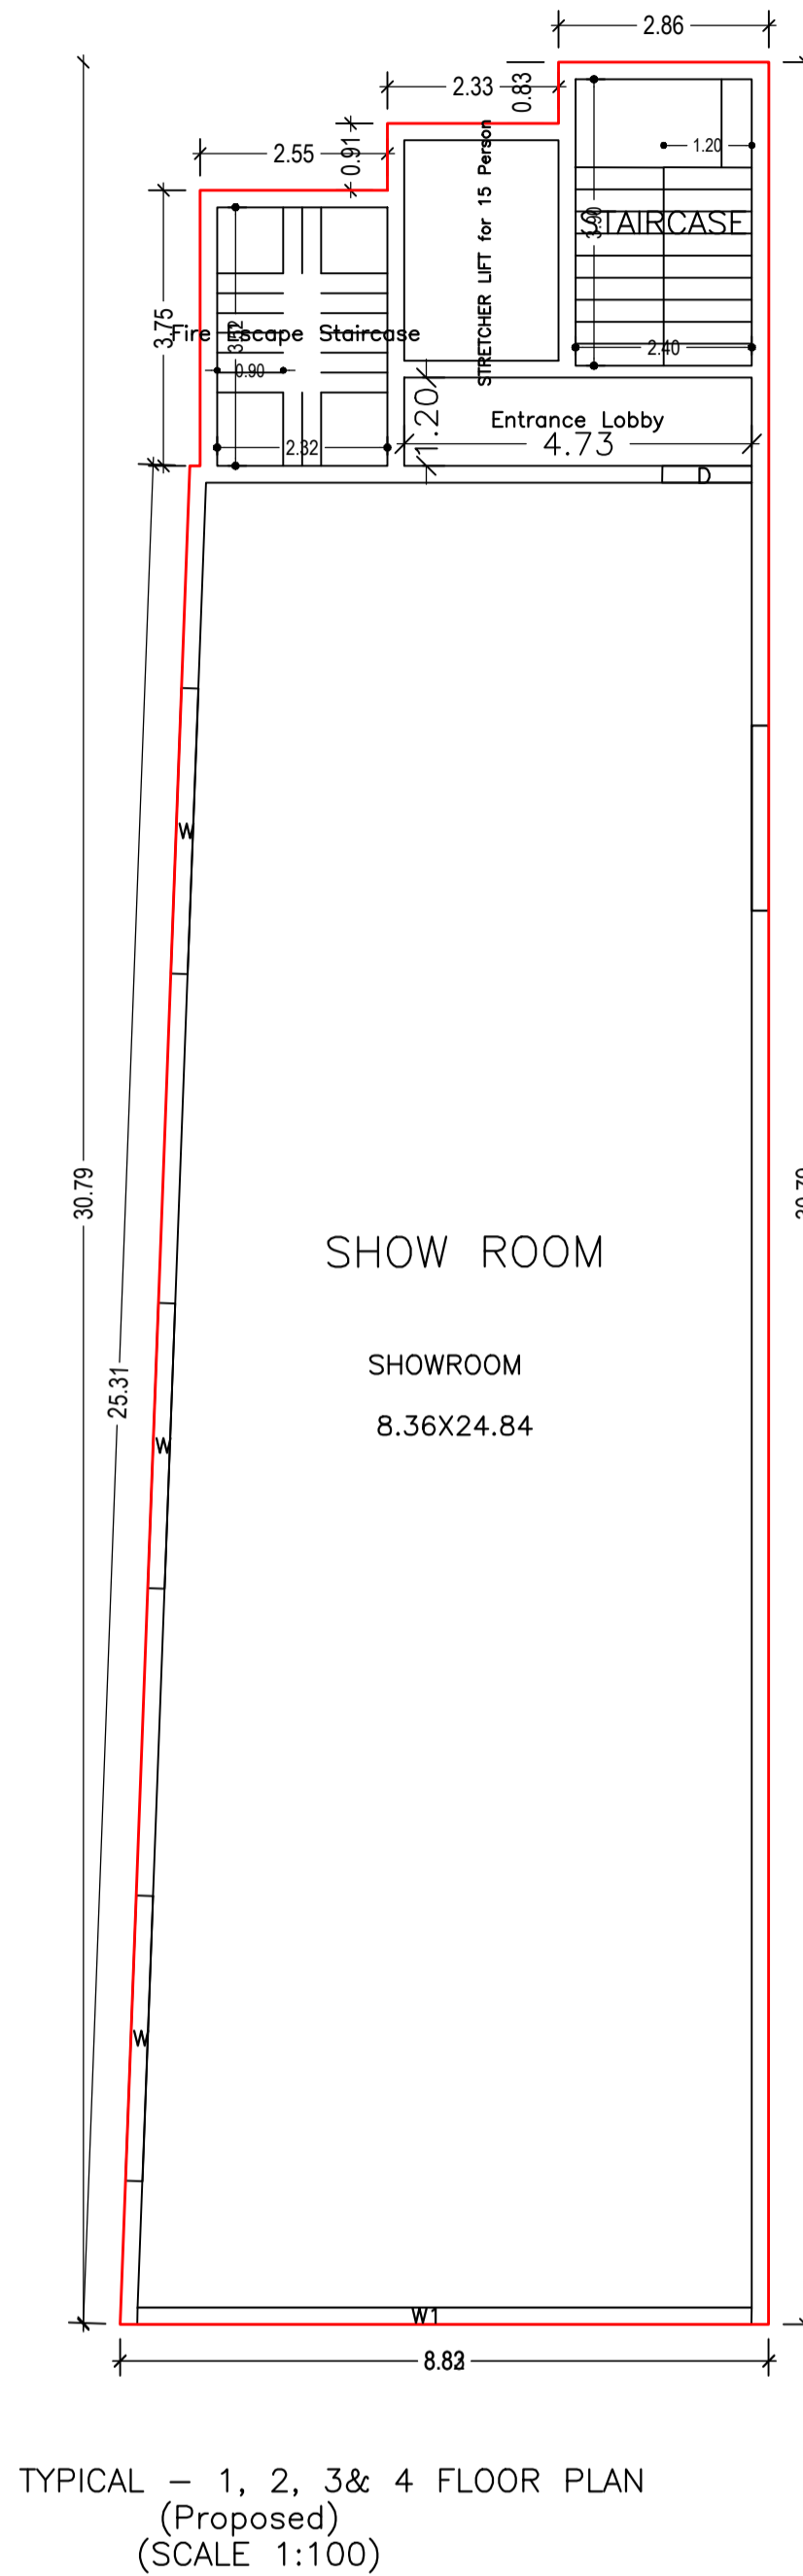 2.86
2.33
0.83
2.55
0.91
1.20
STRETCHER LIFT for 15 Person
STAIRCASE
3.90
3.75
Fire Escape Staircase
2.40
0.90
1.20
Entrance Lobby
4.73
2.32
D
W
30.79
SHOW ROOM
SHOWROOM
25.31
8.36X24.84
W
W
W1
TYPICAL - 1, 2, 3& 4 FLOOR PLAN
(Proposed)
(SCALE 1:100)